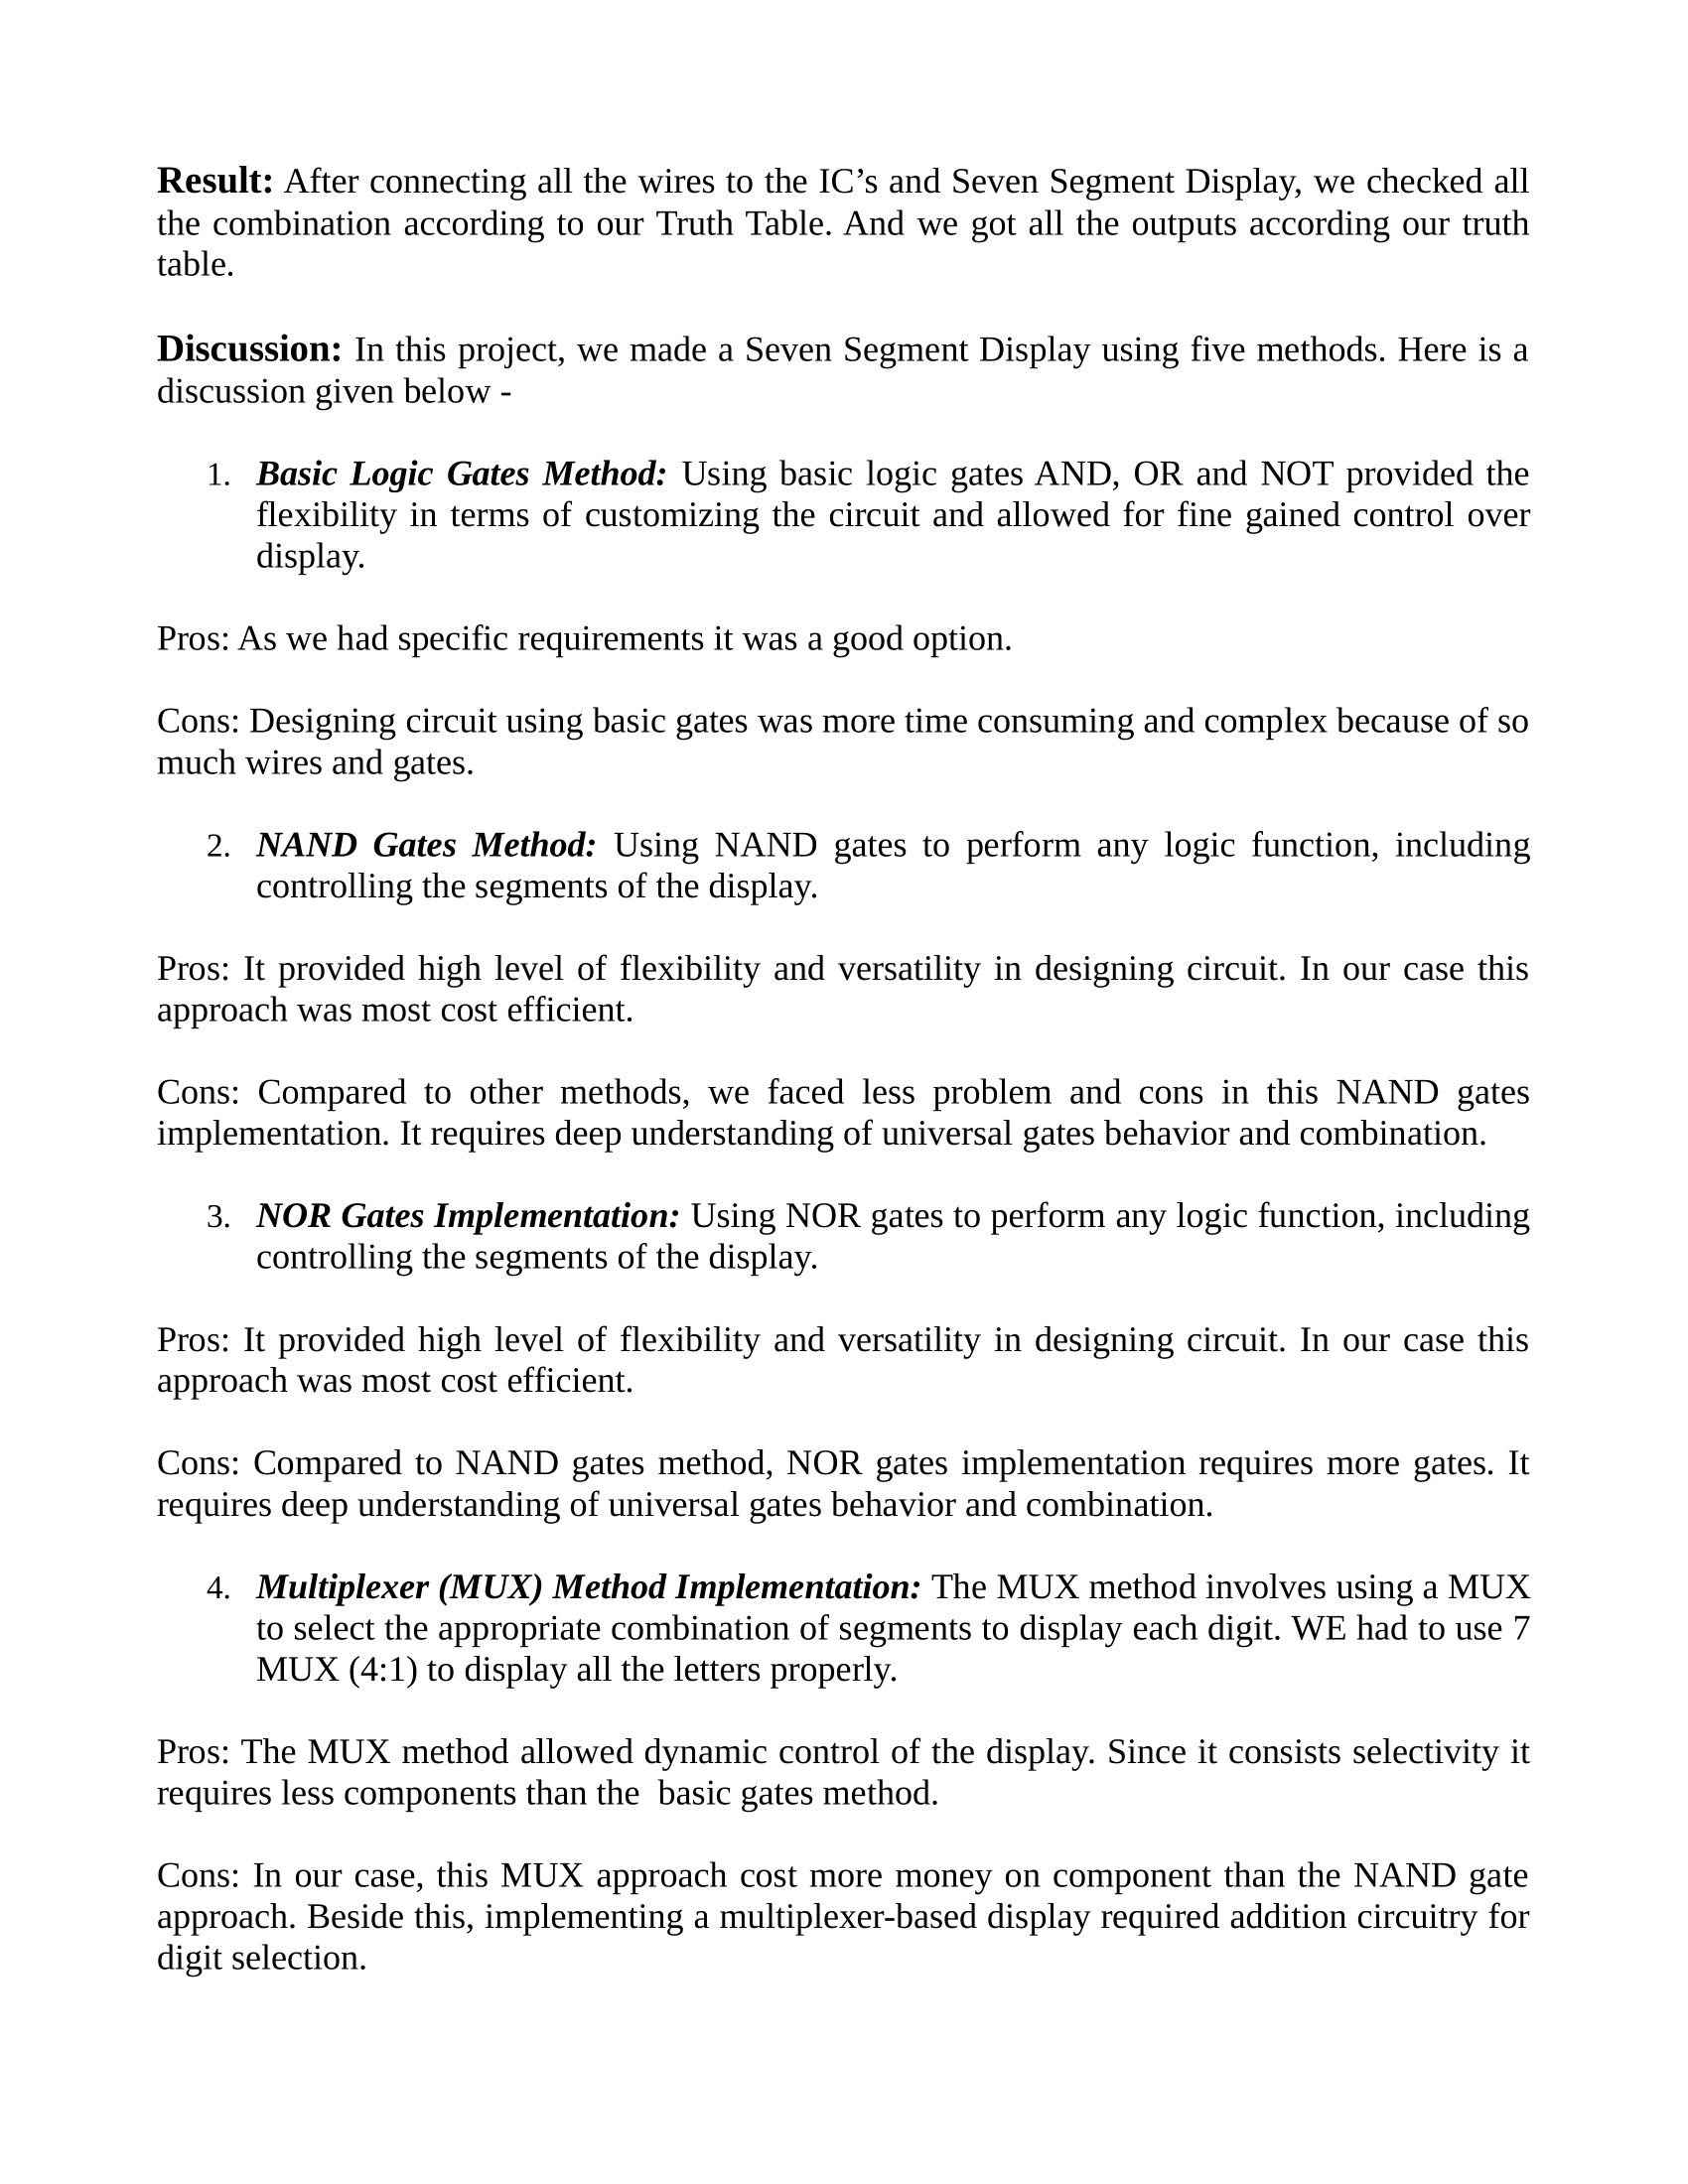 Result: After connecting all the wires to the IC’s and Seven Segment Display, we checked all
the combination according to our Truth Table. And we got all the outputs according our truth
table.
Discussion: In this project, we made a Seven Segment Display using five methods. Here is a
discussion given below -
1. Basic Logic Gates Method: Using basic logic gates AND, OR and NOT provided the
flexibility in terms of customizing the circuit and allowed for fine gained control over
display.
Pros: As we had specific requirements it was a good option.
Cons: Designing circuit using basic gates was more time consuming and complex because of so
much wires and gates.
2. NAND Gates Method: Using NAND gates to perform any logic function, including
controlling the segments of the display.
Pros: It provided high level of flexibility and versatility in designing circuit. In our case this
approach was most cost efficient.
Cons: Compared to other methods, we faced less problem and cons in this NAND gates
implementation. It requires deep understanding of universal gates behavior and combination.
3. NOR Gates Implementation: Using NOR gates to perform any logic function, including
controlling the segments of the display.
Pros: It provided high level of flexibility and versatility in designing circuit. In our case this
approach was most cost efficient.
Cons: Compared to NAND gates method, NOR gates implementation requires more gates. It
requires deep understanding of universal gates behavior and combination.
4. Multiplexer (MUX) Method Implementation: The MUX method involves using a MUX
to select the appropriate combination of segments to display each digit. WE had to use 7
MUX (4:1) to display all the letters properly.
Pros: The MUX method allowed dynamic control of the display. Since it consists selectivity it
requires less components than the  basic gates method.
Cons: In our case, this MUX approach cost more money on component than the NAND gate
approach. Beside this, implementing a multiplexer-based display required addition circuitry for
digit selection.